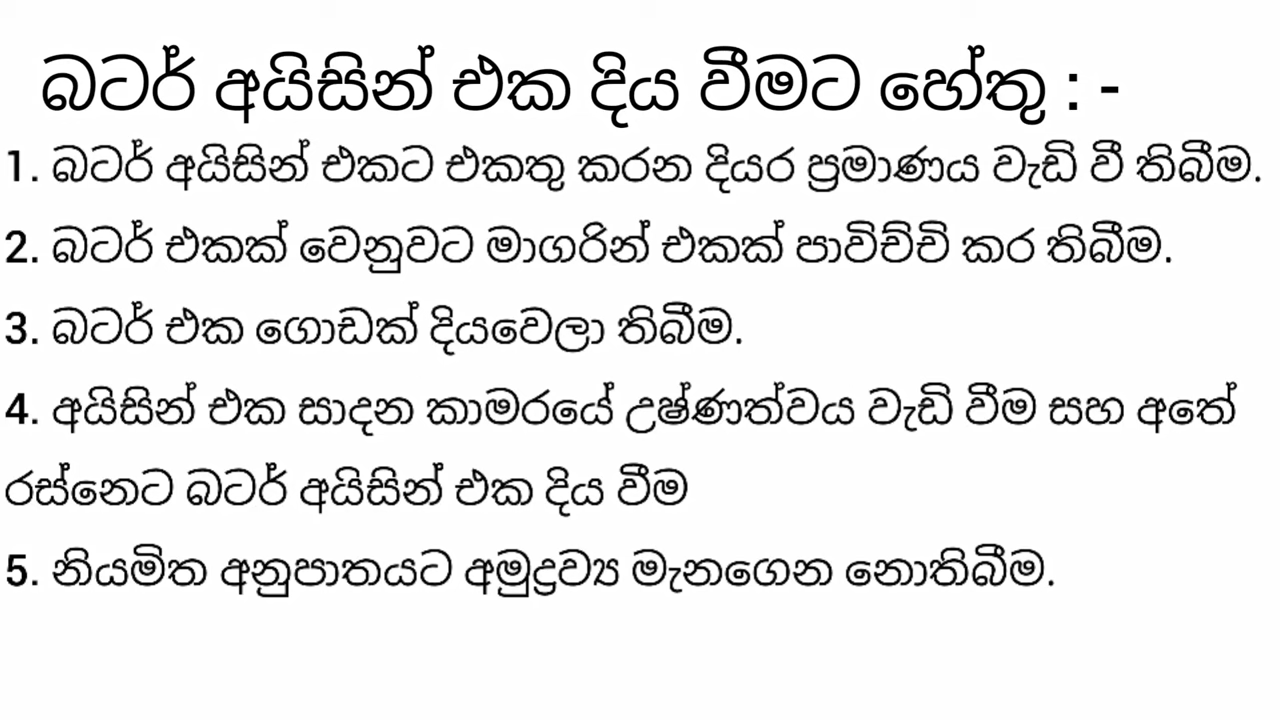 බටර් අයිසින් එක දිය වීමට හේතු : -
1. බටර් අයිසින් එකට එකතු කරන දියර ප්‍රමාණය වැඩි වී තිබීම.
2. බටර් එකක් වෙනුවට මාගරින් එකක් පාවිච්චි කර තිබීම.
3. බටර් එක ගොඩක් දියවෙලා තිබීම.
4. අයිසින් එක සාදන කාමරයේ උෂ්ණත්වය වැඩි වීම සහ අතේ
රස්නෙට බටර් අයිසින් එක දිය වීම
5. නියමිත අනුපාතයට අමුද්‍රව්‍ය මැනගෙන නොතිබීම.